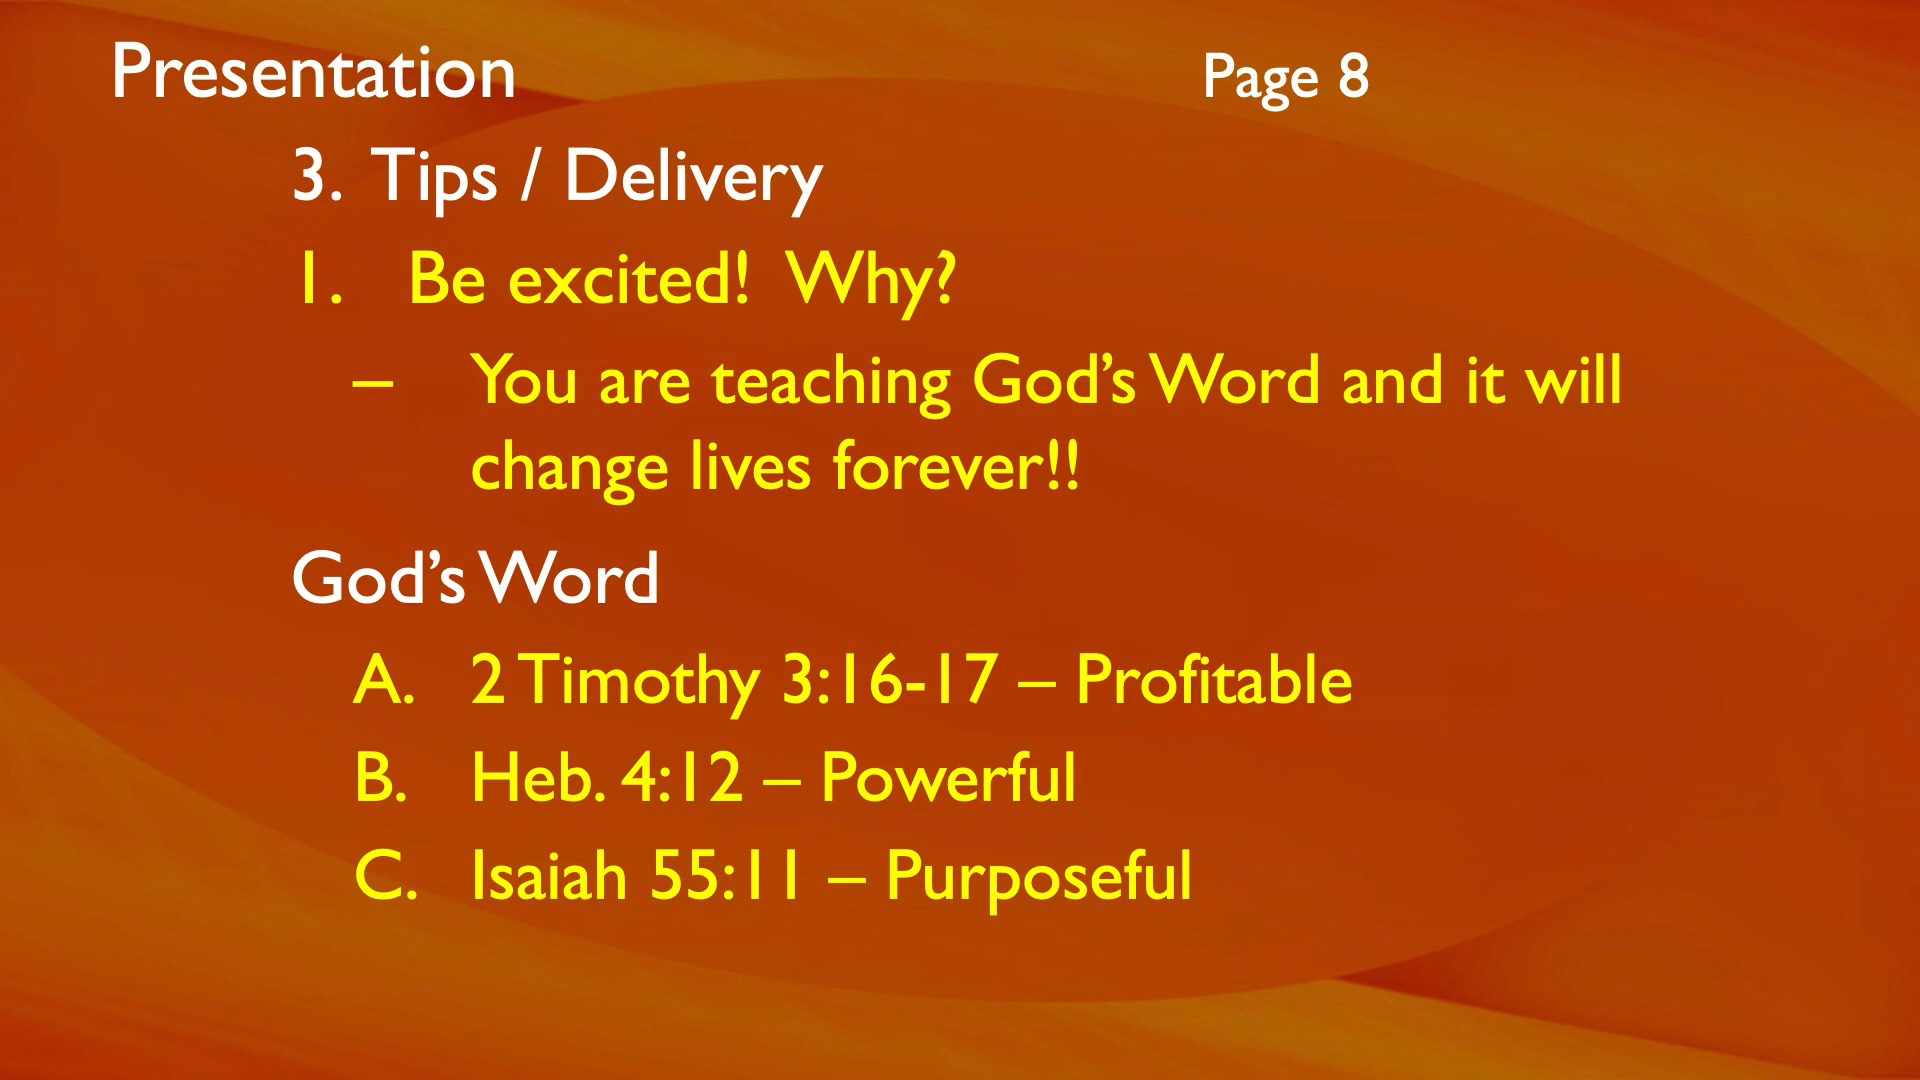 Presentation Page 8
3. Tips / Delivery
1. Be excited! Why?
– You are teaching God’s Word and it will
change lives forever!!
God’s Word
A. 2 Timothy 3:16-17 – Profitable
B. Heb. 4:12 – Powerful
C. Isaiah 55:11 – Purposeful